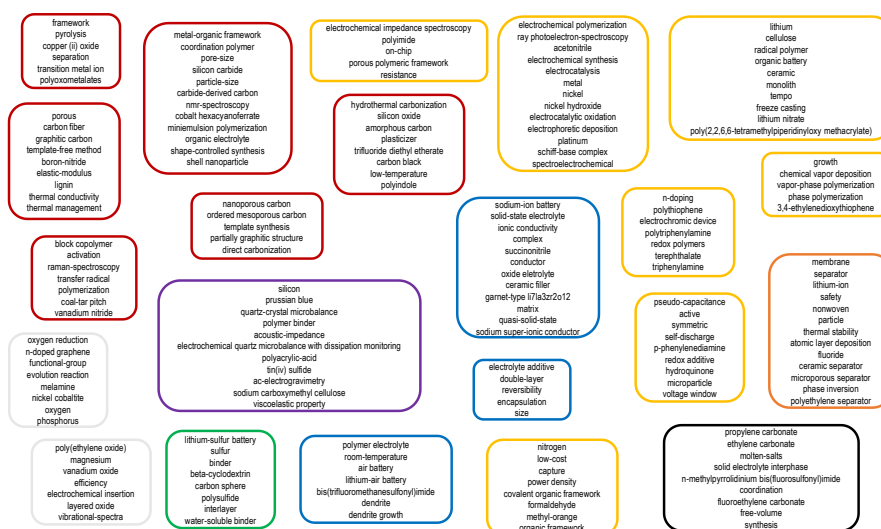 framework
pyrolysis
copper (ii) oxide
separation
transition metal ion
polyoxometalates
metal-organic framework
coordination polymer
pore-size
silicon carbide
particle-size
carbide-derived carbon
nmr-spectroscopy
cobalt hexacyanoferrate
miniemulsion polymerization
organic electrolyte
shape-controlled synthesis
shell nanoparticle
electrochemical impedance spectroscopy
polyimide
on-chip
porous polymeric framework
resistance
electrochemical polymerization
ray photoelectron-spectroscopy
acetonitrile
electrochemical synthesis
electrocatalysis
metal
nickel
nickel hydroxide
electrocatalytic oxidation
electrophoretic deposition
platinum
schiff-base complex
spectroelectrochemical
lithium
cellulose
radical polymer
organic battery
ceramic
monolith
tempo
freeze casting
lithium nitrate
poly(2,2,6,6-tetramethylpiperidinyloxy methacrylate)
porous
carbon fiber
graphitic carbon
template-free method
boron-nitride
elastic-modulus
lignin
thermal conductivity
thermal management
hydrothermal carbonization
silicon oxide
amorphous carbon
plasticizer
trifluoride diethyl etherate
carbon black
low-temperature
polyindole
growth
chemical vapor deposition
vapor-phase polymerization
phase polymerization
3,4-ethylenedioxythiophene
nanoporous carbon
ordered mesoporous carbon
template synthesis
partially graphitic structure
direct carbonization
sodium-ion battery
solid-state electrolyte
ionic conductivity
complex
succinonitrile
conductor
oxide eletrolyte
ceramic filler
garnet-type li7la3zr2o12
matrix
quasi-solid-state
sodium super-ionic conductor
n-doping
polythiophene
electrochromic device
polytriphenylamine
redox polymers
terephthalate
triphenylamine
block copolymer
activation
raman-spectroscopy
transfer radical
polymerization
coal-tar pitch
vanadium nitride
silicon
prussian blue
quartz-crystal microbalance
polymer binder
acoustic-impedance
electrochemical quartz microbalance with dissipation monitoring
polyacrylic-acid
tin(iv) sulfide
ac-electrogravimetry
sodium carboxymethyl cellulose
viscoelastic property
membrane
separator
lithium-ion
safety
nonwoven
particle
thermal stability
atomic layer deposition
fluoride
ceramic separator
microporous separator
phase inversion
polyethylene separator
pseudo-capacitance
active
symmetric
self-discharge
p-phenylenediamine
redox additive
hydroquinone
microparticle
voltage window
oxygen reduction
n-doped graphene
functional-group
evolution reaction
melamine
nickel cobaltite
oxygen
phosphorus
electrolyte additive
double-layer
reversibility
encapsulation
size
poly(ethylene oxide)
magnesium
vanadium oxide
efficiency
electrochemical insertion
layered oxide
vibrational-spectra
lithium-sulfur battery
sulfur
binder
beta-cyclodextrin
carbon sphere
polysulfide
interlayer
water-soluble binder
polymer electrolyte
room-temperature
air battery
lithium-air battery
bis(trifluoromethanesulfonyl)imide
dendrite
dendrite growth
nitrogen
low-cost
capture
power density
covalent organic framework
formaldehyde
methyl-orange
organic framework
propylene carbonate
ethylene carbonate
molten-salts
solid electrolyte interphase
n-methylpyrrolidinium bis(fluorosulfonyl)imide
coordination
fluoroethylene carbonate
free-volume
synthesis